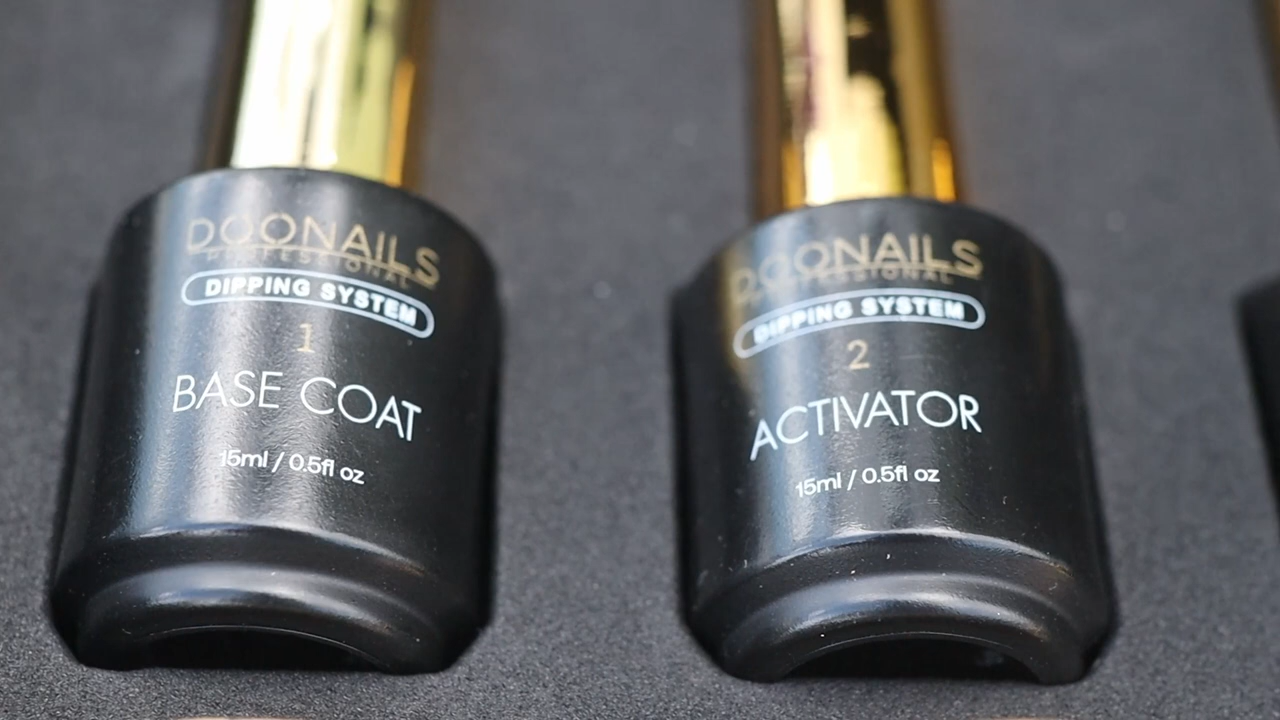 DOONAILS
PROFESSIONAL
DIPPING SYSTEM
1
BASE COAT
15ml / 0.5fl oz
DOONAILS
PROFESSIONAL
DIPPING SYSTEM
2
ACTIVATOR
15ml / 0.5fl oz